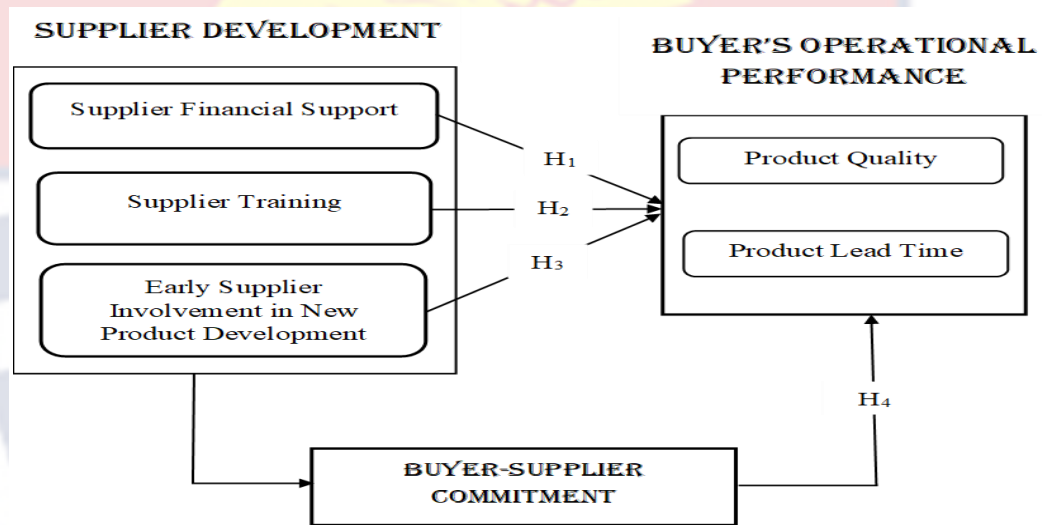 SUPPLIER DEVELOPMENT
BUYER'S OPERATIONAL
PERFORMANCE
Supplier Financial Support
Product Quality
H₁
Supplier Training
H₂
Product Lead Time
H₃
Early Supplier
Involvement in New
Product Development
H₄
BUYER-SUPPLIER
COMMITMENT